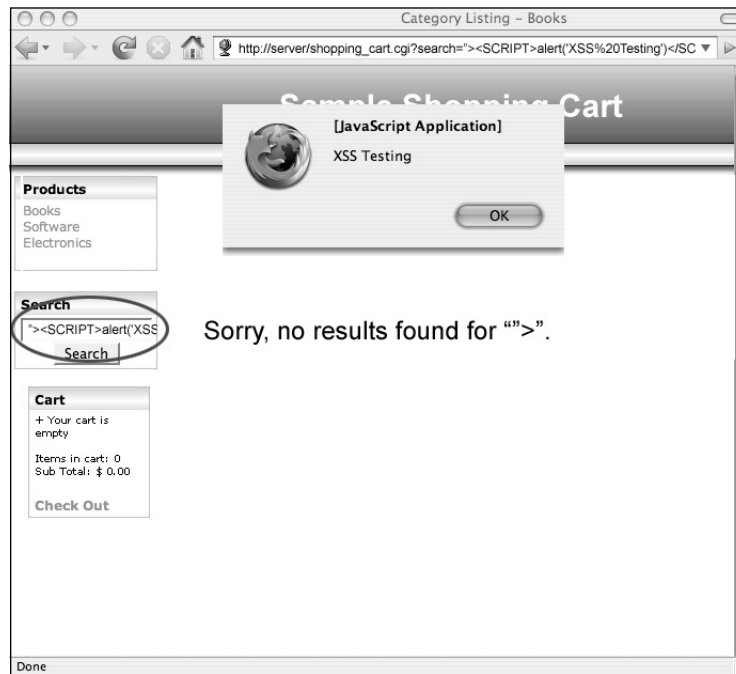 Category Listing – Books
http://server/shopping_cart.cgi?search="><SCRIPT>alert('XSS%20Testing')</SC
Sample Shopping Cart
[JavaScript Application]
XSS Testing
OK
Products
Books
Software
Electronics
Search
"><SCRIPT>alert('XSS
Search
Sorry, no results found for “”>”.
Cart
+ Your cart is
empty
Items in cart: 0
Sub Total: $ 0.00
Check Out
Done